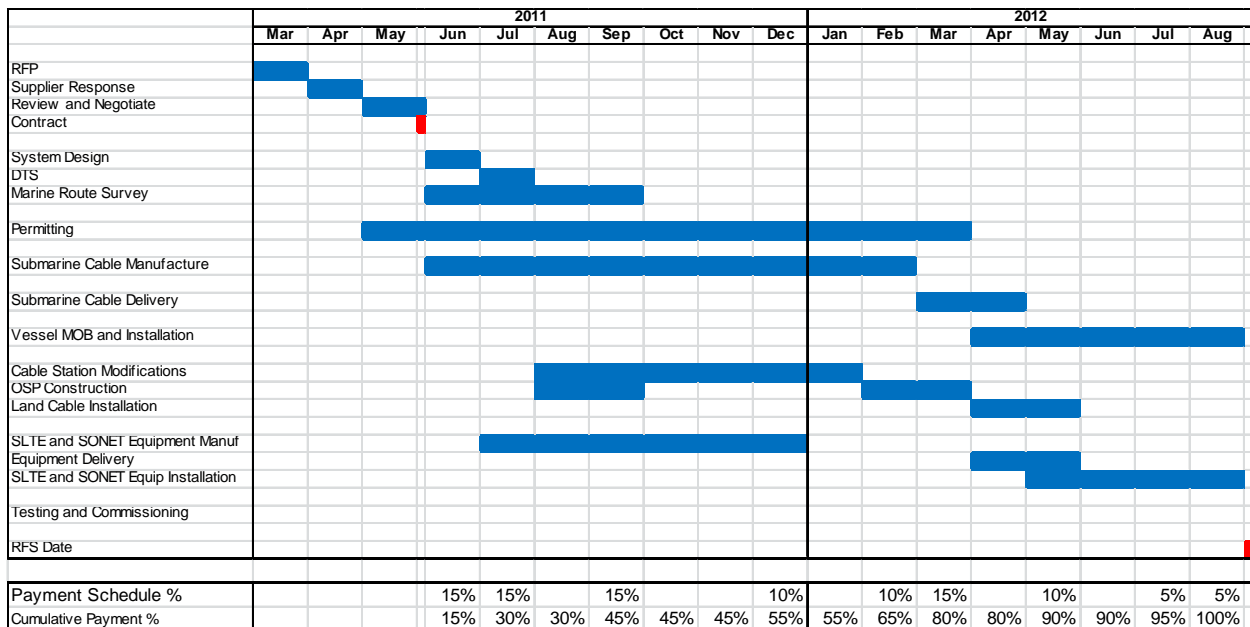 2011 2012
Mar Apr May Jun Jul Aug Sep Oct Nov Dec Jan Feb Mar Apr May Jun Jul Aug
RFP
Supplier Response
Review and Negotiate
Contract
System Design
DTS
Marine Route Survey
Permitting
Submarine Cable Manufacture
Submarine Cable Delivery
Vessel MOB and Installation
Cable Station Modifications
OSP Construction
Land Cable Installation
SLTE and SONET Equipment Manuf
Equipment Delivery
SLTE and SONET Equip Installation
Testing and Commissioning
RFS Date
Payment Schedule % 15% 15% 15% 10% 10% 15% 10% 5% 5%
Cumulative Payment % 15% 30% 30% 45% 45% 45% 55% 55% 65% 80% 80% 90% 90% 95% 100%